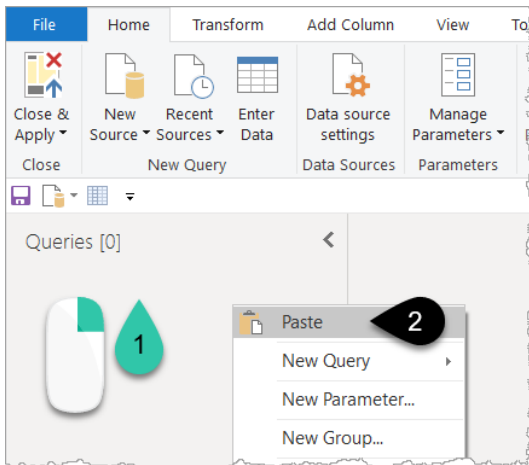 File Home Transform Add Column View To
Close & Apply
New Source
Recent Sources
Enter Data
Data source settings
Manage Parameters
Close New Query Data Sources Parameters
Queries [0]
1
Paste 2
New Query
New Parameter...
New Group...